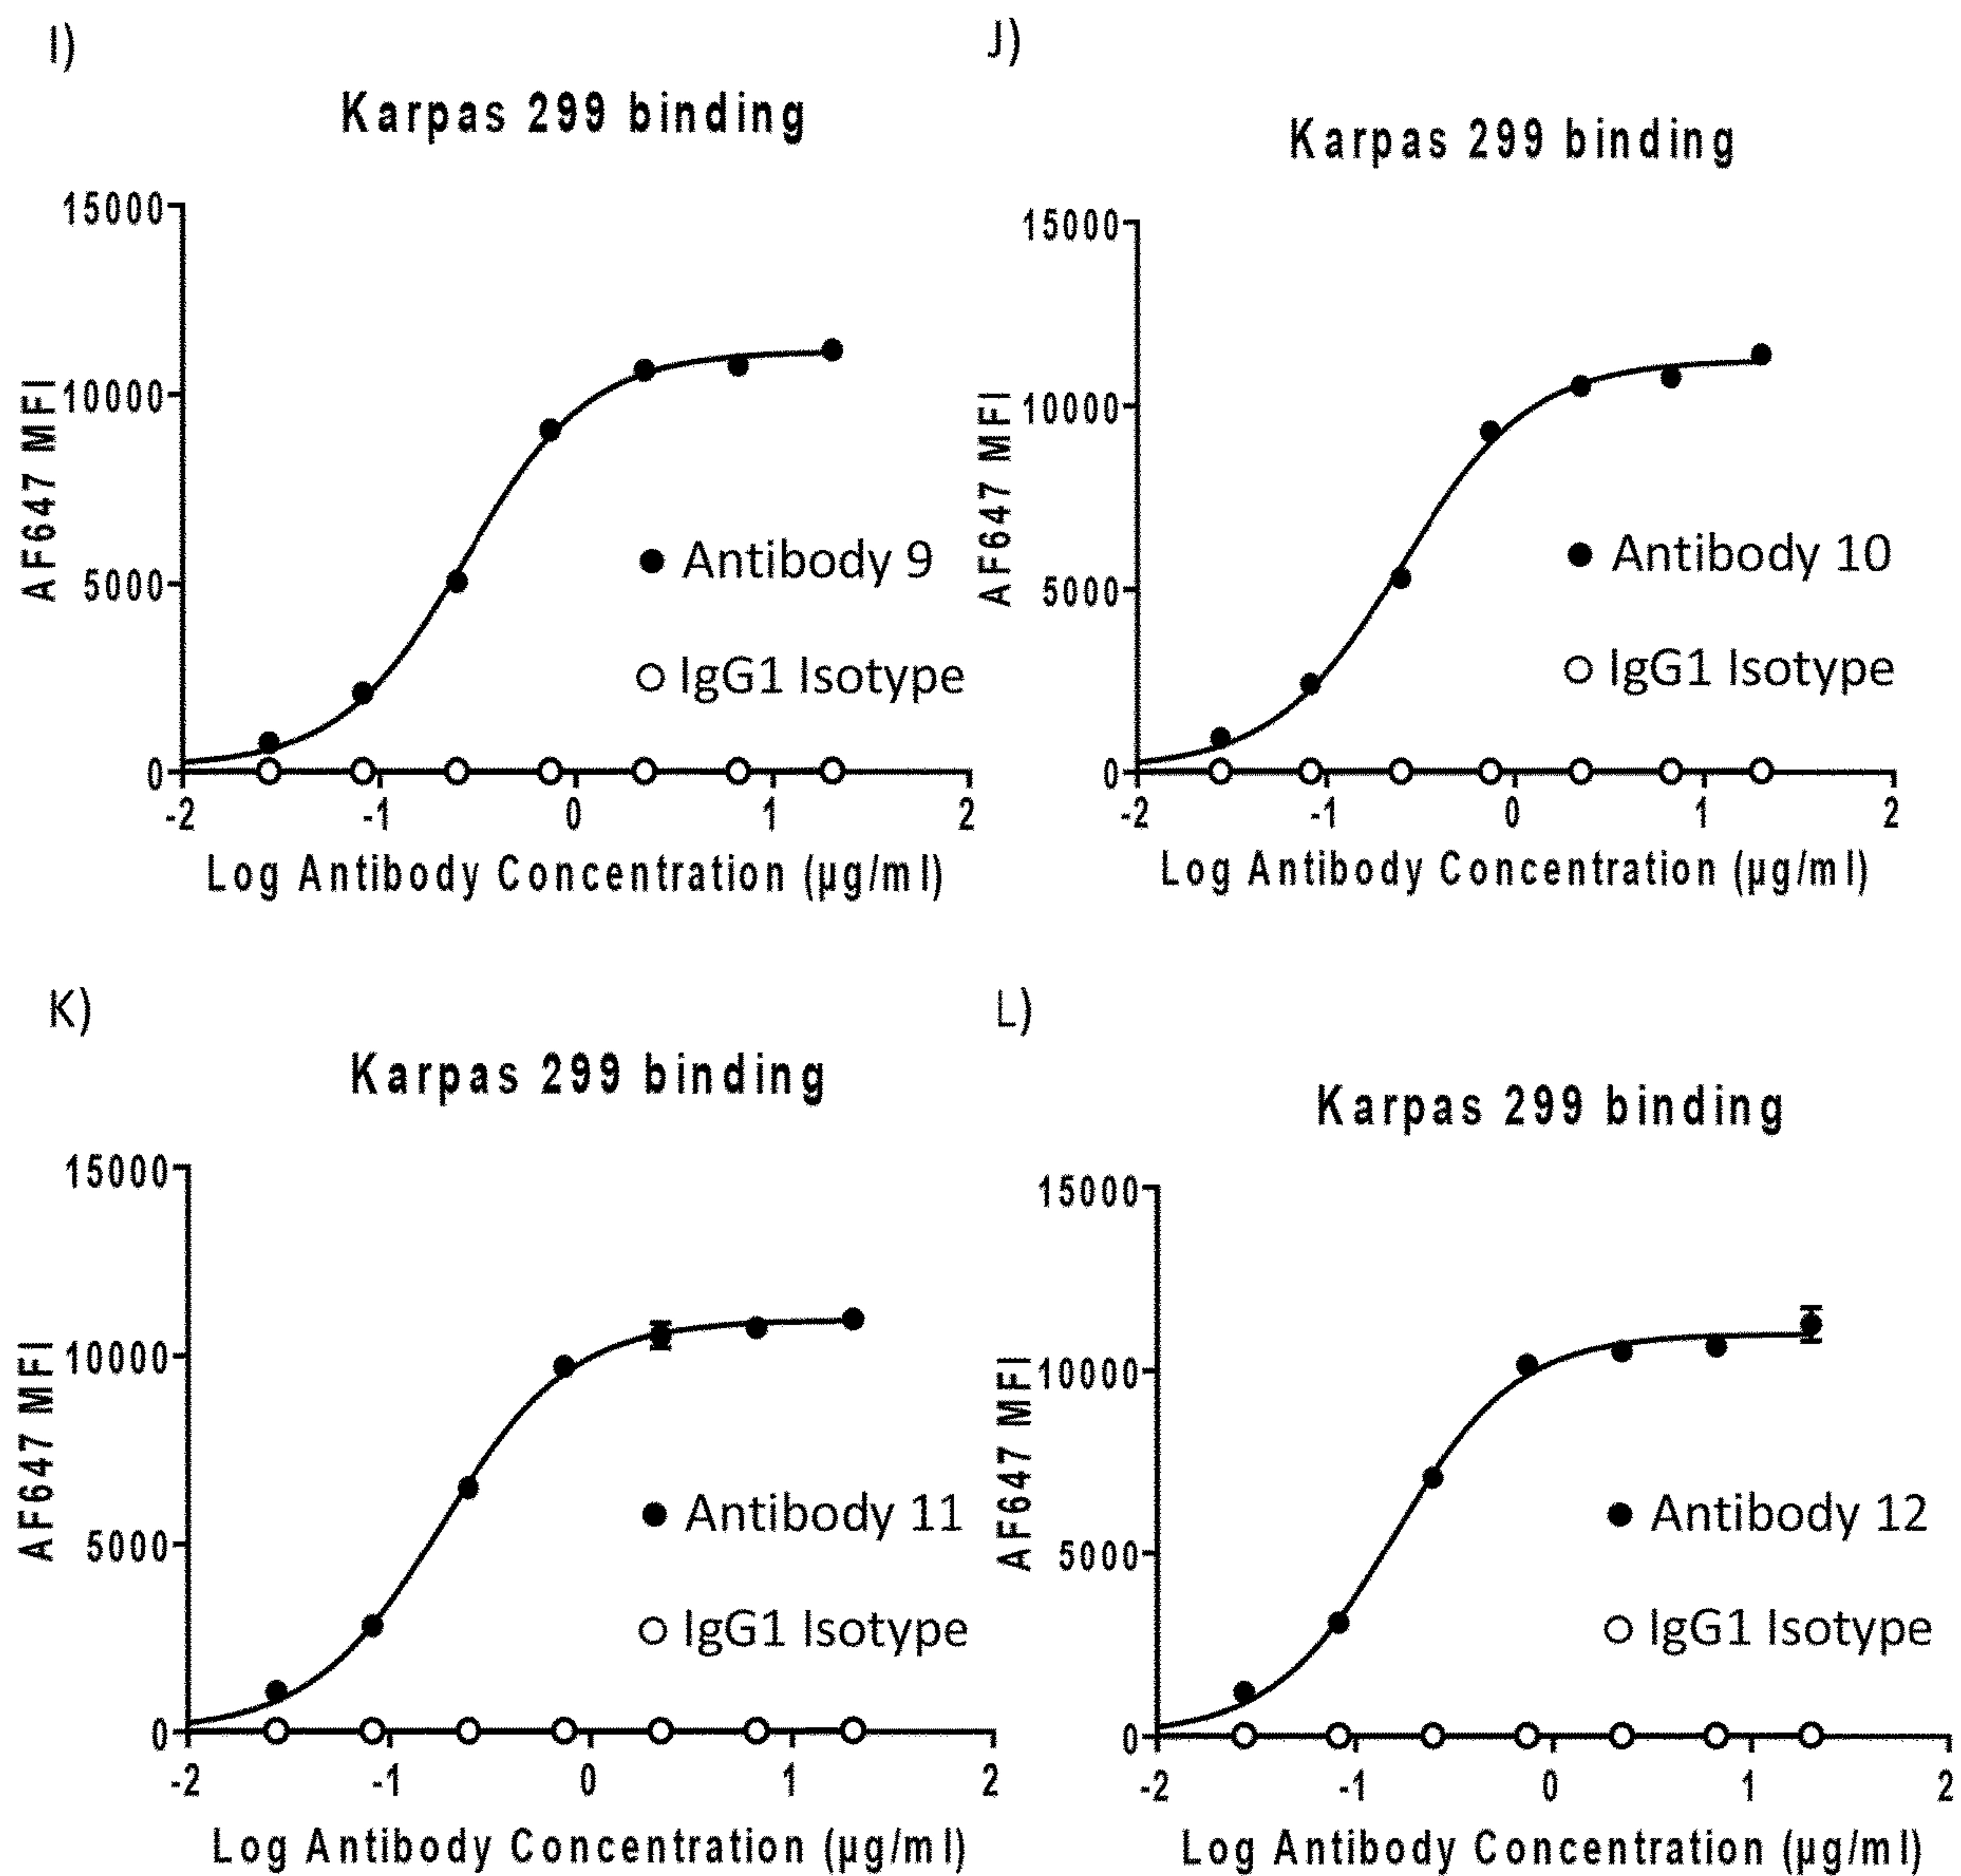 I)
Karpas 299 binding
15000
10000
5000
0
AF647 MFI
Antibody 9
IgG1 Isotype
-2 -1 0 1 2
Log Antibody Concentration (µg/ml)
J)
Karpas 299 binding
15000
10000
5000
0
AF647 MFI
Antibody 10
IgG1 Isotype
-2 -1 0 1 2
Log Antibody Concentration (µg/ml)
K)
Karpas 299 binding
15000
10000
5000
0
AF647 MFI
Antibody 11
IgG1 Isotype
-2 -1 0 1 2
Log Antibody Concentration (µg/ml)
L)
Karpas 299 binding
15000
10000
5000
0
AF647 MFI
Antibody 12
IgG1 Isotype
-2 -1 0 1 2
Log Antibody Concentration (µg/ml)